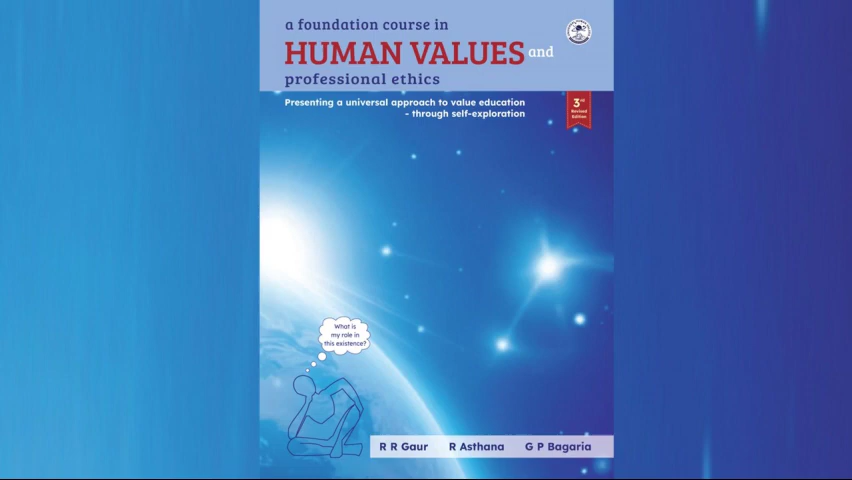 a foundation course in
HUMAN VALUES and
professional ethics
Presenting a universal approach to value education
- through self-exploration
3rd
Revised
Edition
What is
my role in
this existence?
R R Gaur R Asthana G P Bagaria